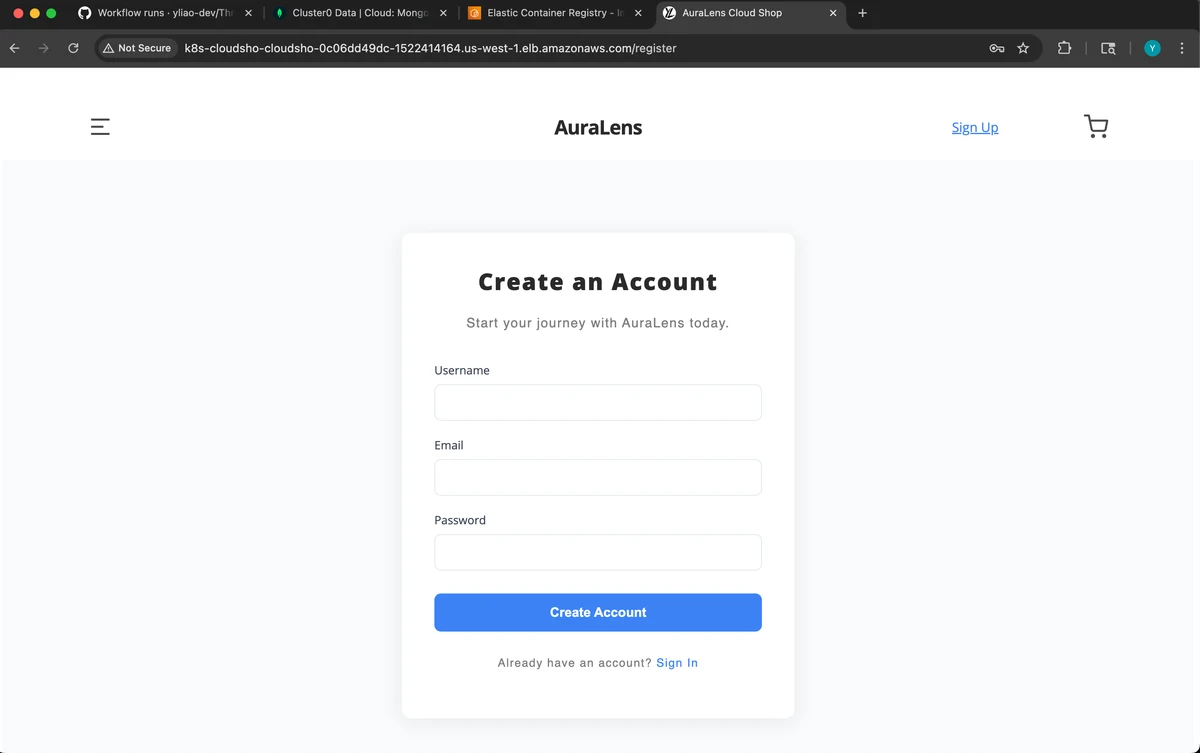 Workflow runs · yliao-dev/Th
Cluster0 Data | Cloud: Mongo
Elastic Container Registry - In
AuraLens Cloud Shop
Not Secure k8s-cloudsho-cloudsho-0c06dd49dc-1522414164.us-west-1.elb.amazonaws.com/register
Y
AuraLens
Sign Up
Create an Account
Start your journey with AuraLens today.
Username
Email
Password
Create Account
Already have an account? Sign In